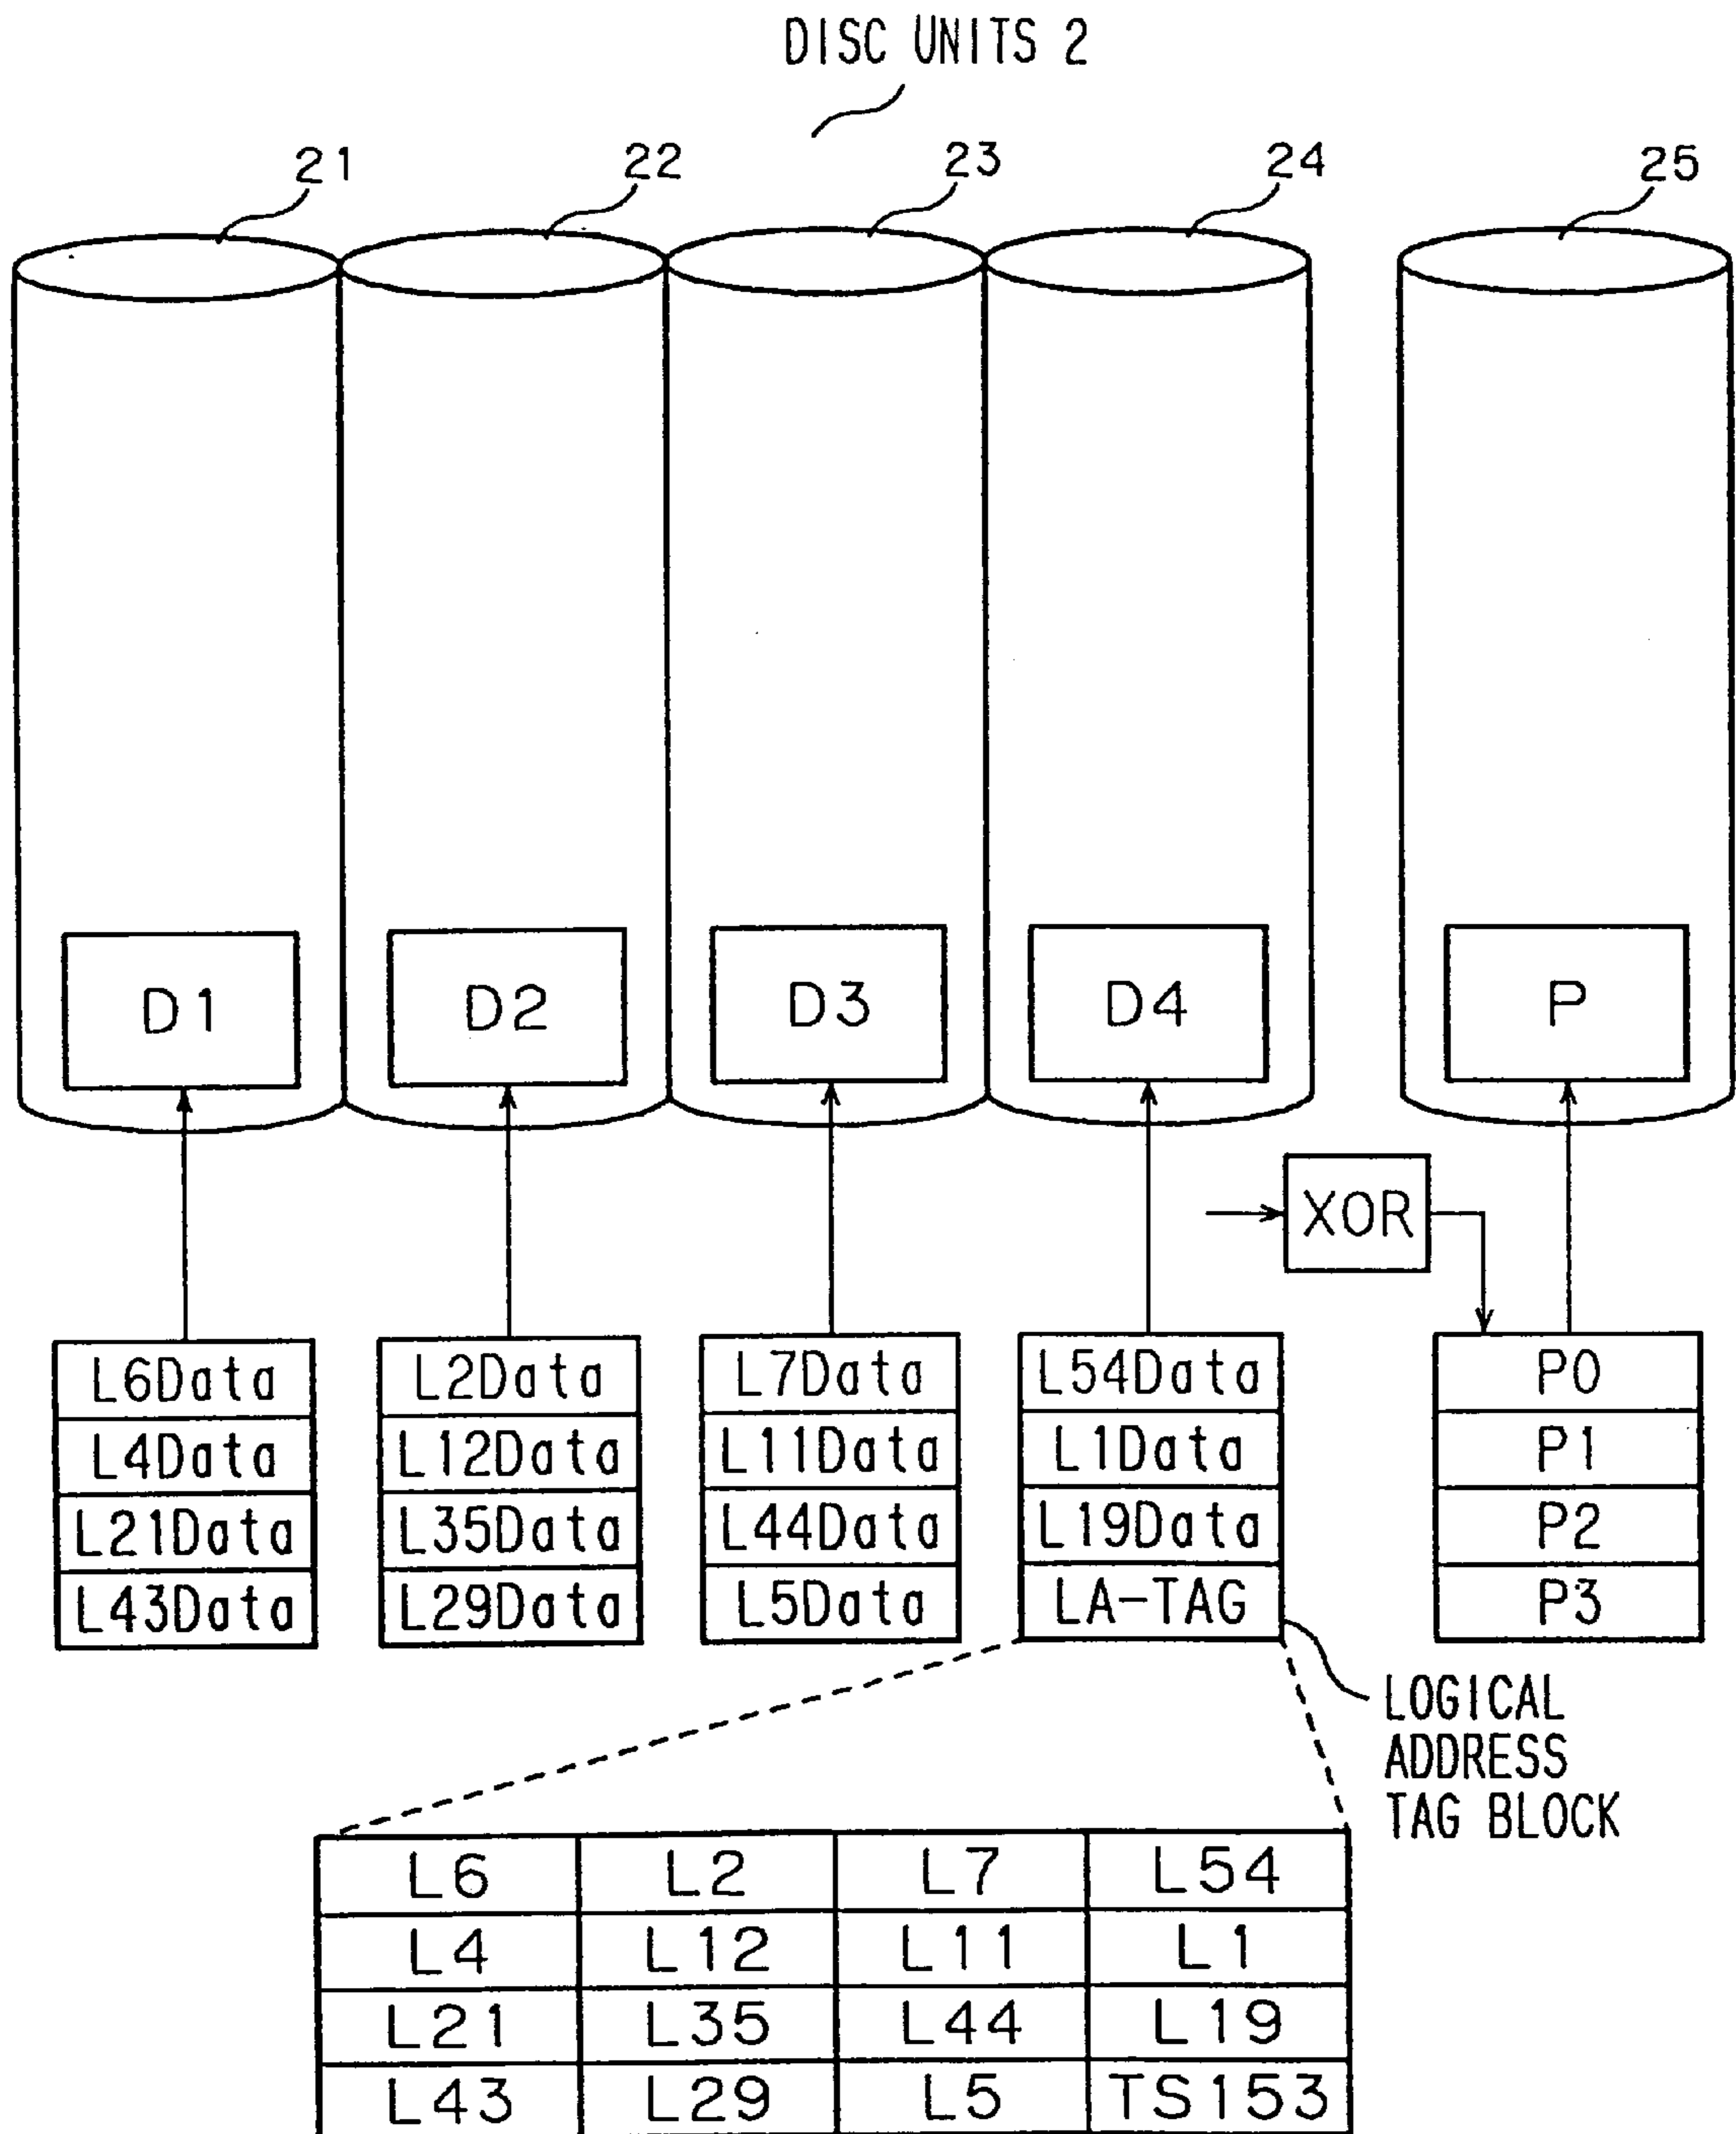 DISC UNITS 2
21 22 23 24 25
D1 D2 D3 D4 P
XOR
L6Data L2Data L7Data L54Data P0
L4Data L12Data L11Data L1Data P1
L21Data L35Data L44Data L19Data P2
L43Data L29Data L5Data LA-TAG P3
LOGICAL
ADDRESS
TAG BLOCK
L6 L2 L7 L54
L4 L12 L11 L1
L21 L35 L44 L19
L43 L29 L5 TS153